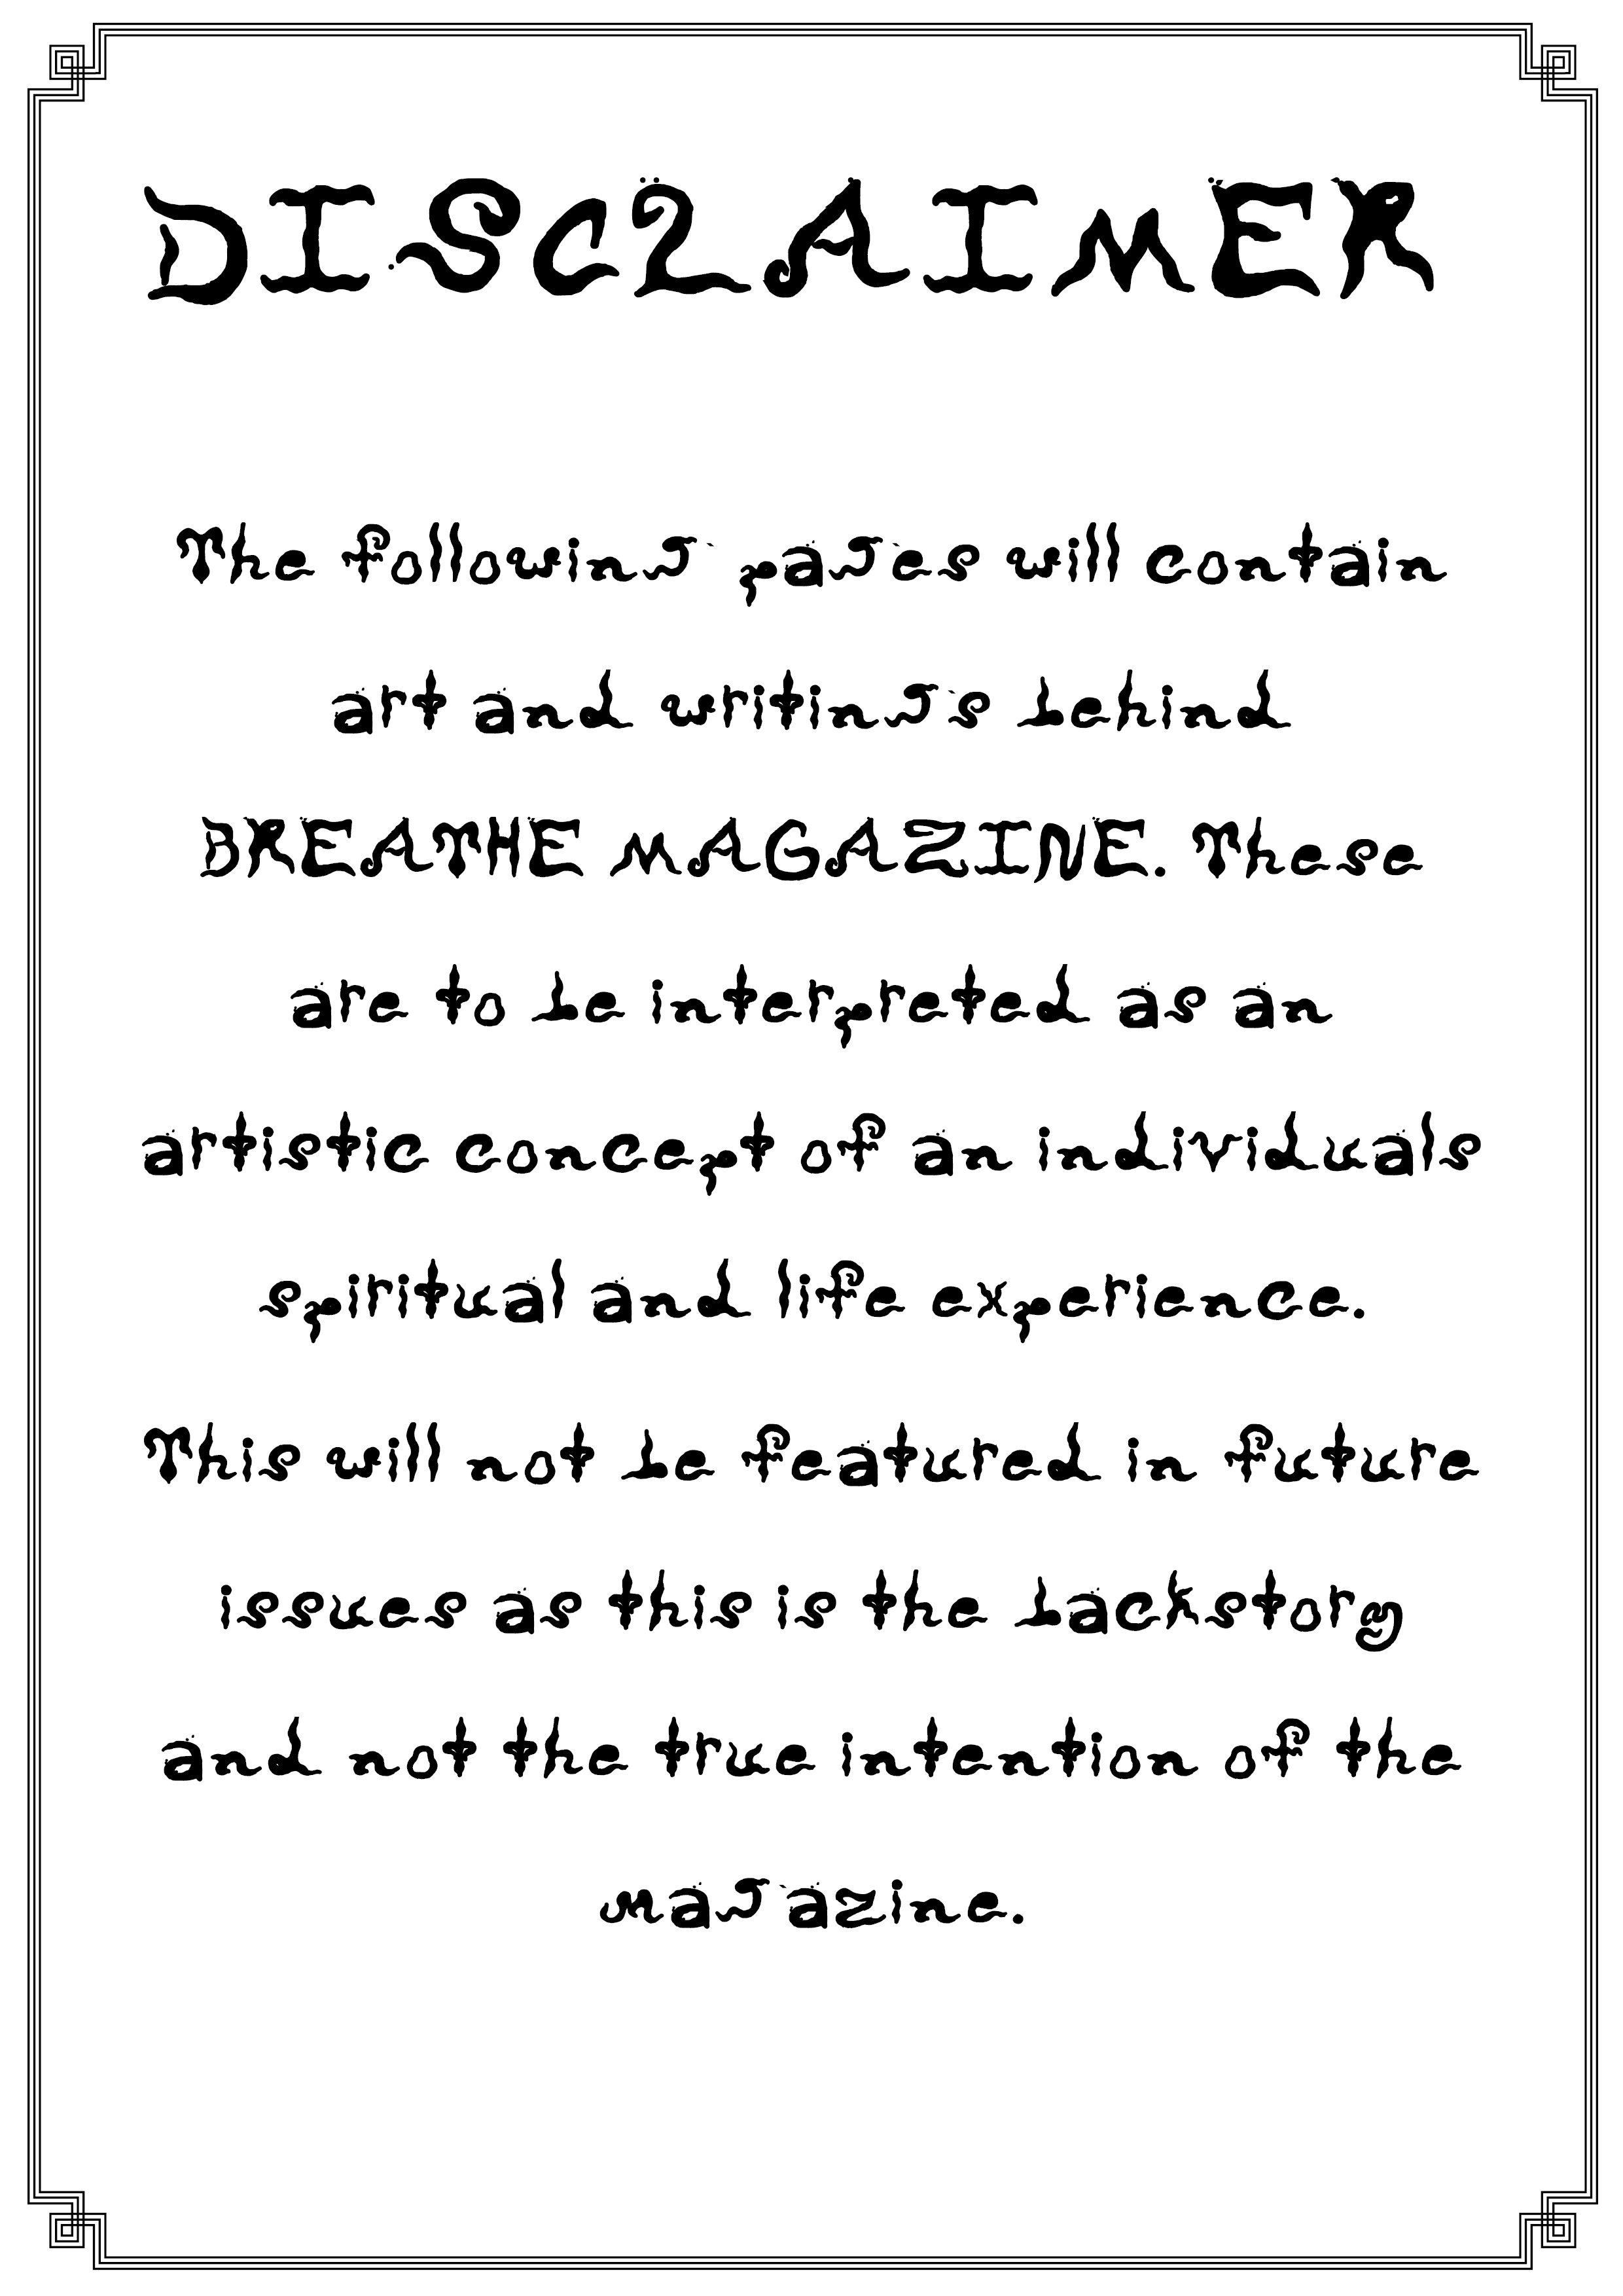 DISCLAIMER
The following pages will contain
art and writings behind
BREATHE MAGAZINE. These
are to be interpreted as an
artistic concept of an individuals
spiritual and life experience.
This will not be featured in future
issues as this is the backstory
and not the true intention of the
magazine.